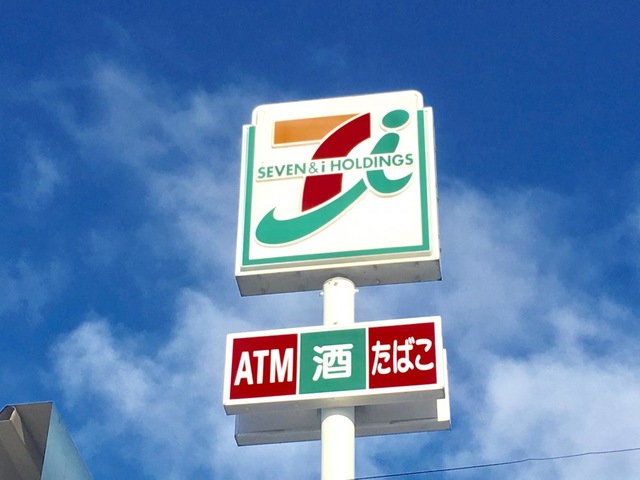 SEVEN & i HOLDINGS
ATM 酒 たばこ